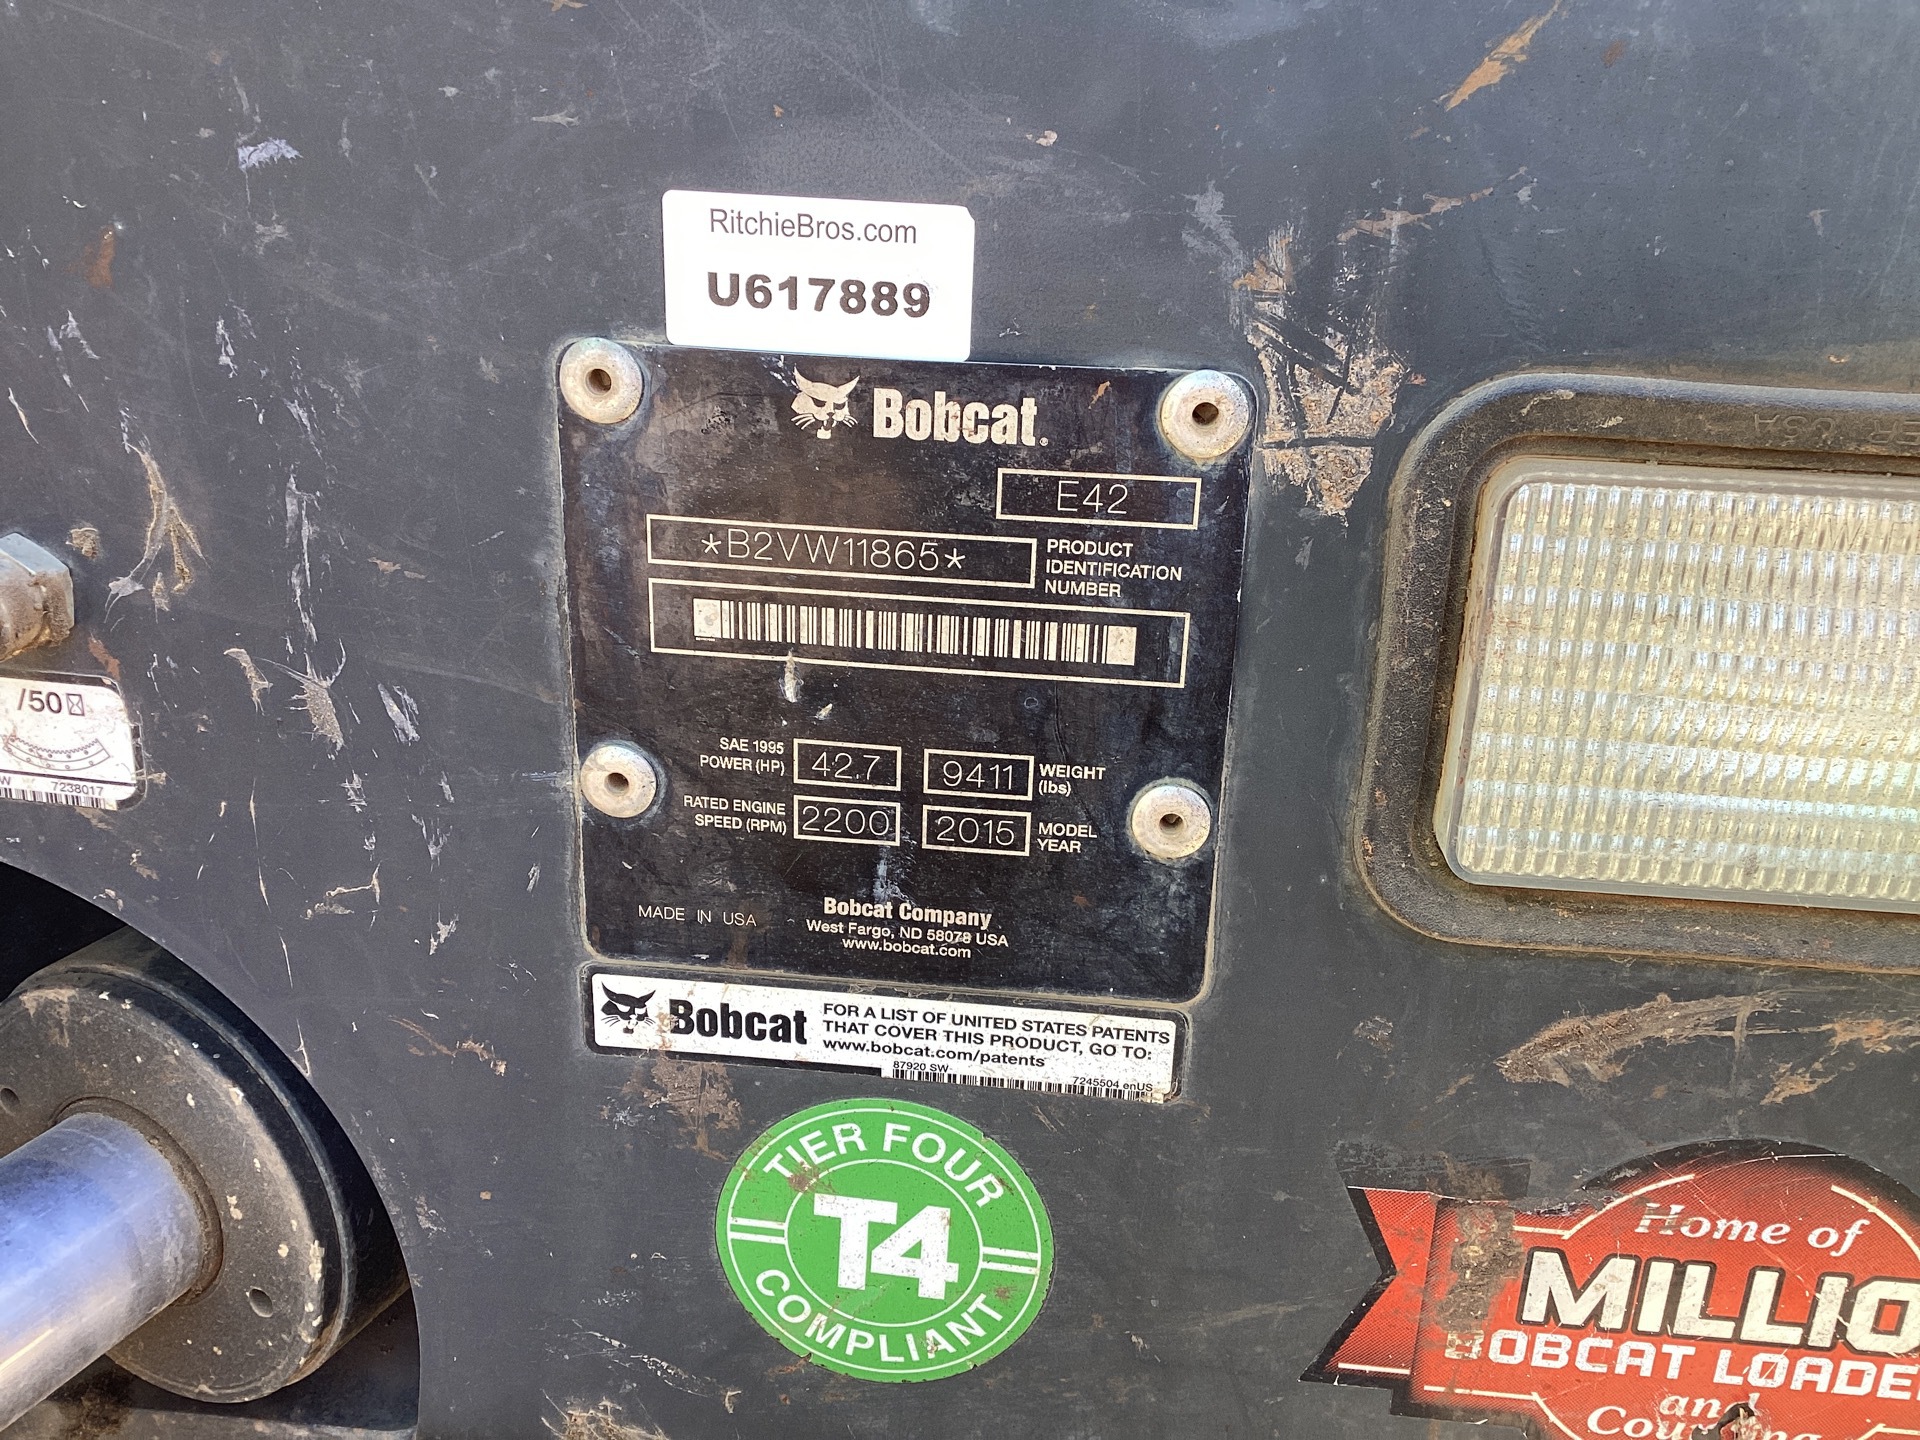 RitchieBros.com
U617889
Bobcat®
E42
*B2VW11865*
PRODUCT
IDENTIFICATION
NUMBER
SAE 1995
POWER (HP)
42.7
9411
WEIGHT
(lbs)
RATED ENGINE
SPEED (RPM)
2200
2015
MODEL
YEAR
MADE IN USA
Bobcat Company
West Fargo, ND 58078 USA
www.bobcat.com
Bobcat
FOR A LIST OF UNITED STATES PATENTS
THAT COVER THIS PRODUCT, GO TO:
www.bobcat.com/patents
87920 SW
7245504 enUS
TIER FOUR
T4
COMPLIANT
/50
W
7238017
ER USA
Home of
MILLIO
BOBCAT LOADE
and